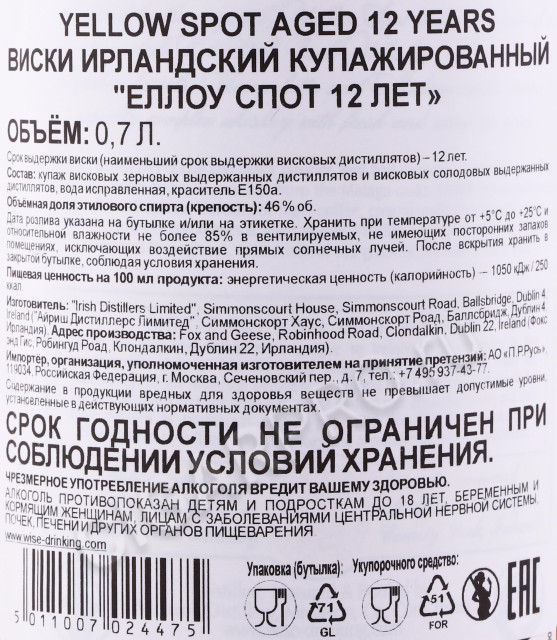 YELLOW SPOT AGED 12 YEARS
ВИСКИ ИРЛАНДСКИЙ КУПАЖИРОВАННЫЙ
"ЕЛЛОУ СПОТ 12 ЛЕТ»
ОБЪЁМ: 0,7 Л.
Срок выдержки виски (наименьший срок выдержки висковых дистиллятов) – 12 лет.
Состав: купаж висковых зерновых выдержанных дистиллятов и висковых солодовых выдержанных
дистиллятов, вода исправленная, краситель Е150а.
Объёмная доля этилового спирта (крепость): 46 % об.
Дата розлива указана на бутылке и/или на этикетке. Хранить при температуре от +5°С до +25°С и
относительной влажности не более 85% в вентилируемых, не имеющих посторонних запахов
помещениях, исключающих воздействие прямых солнечных лучей. После вскрытия хранить в
закрытой бутылке, соблюдая условия хранения.
Пищевая ценность на 100 мл продукта: энергетическая ценность (калорийность) – 1050 кДж / 250
ккал.
Изготовитель: "Irish Distillers Limited", Simmonscourt House, Simmonscourt Road, Ballsbridge, Dublin 4,
Ireland ("Айриш Дистиллерс Лимитед", Симмонскорт Хаус, Симмонскорт Роад, Баллсбридж, Дублин 4,
Ирландия). Адрес производства: Fox and Geese, Robinhood Road, Clondalkin, Dublin 22, Ireland (Фокс
энд Гис, Робингуд Роад, Клондалкин, Дублин 22, Ирландия).
Импортёр, организация, уполномоченная изготовителем на принятие претензий: АО «П.Р.Русь»,
119034, Российская Федерация, г. Москва, Сеченовский пер., д. 7, тел.: +7 495 937-43-77.
Содержание в продукции вредных для здоровья веществ не превышает допустимые уровни,
установленные в действующих нормативных документах.
СРОК ГОДНОСТИ НЕ ОГРАНИЧЕН ПРИ
СОБЛЮДЕНИИ УСЛОВИЙ ХРАНЕНИЯ.
ЧРЕЗМЕРНОЕ УПОТРЕБЛЕНИЕ АЛКОГОЛЯ ВРЕДИТ ВАШЕМУ ЗДОРОВЬЮ.
АЛКОГОЛЬ ПРОТИВОПОКАЗАН ДЕТЯМ И ПОДРОСТКАМ ДО 18 ЛЕТ, БЕРЕМЕННЫМ И
КОРМЯЩИМ ЖЕНЩИНАМ, ЛИЦАМ С ЗАБОЛЕВАНИЯМИ ЦЕНТРАЛЬНОЙ НЕРВНОЙ СИСТЕМЫ,
ПОЧЕК, ПЕЧЕНИ И ДРУГИХ ОРГАНОВ ПИЩЕВАРЕНИЯ.
www.wise-drinking.com
Упаковка (бутылка): Укупорочного средство:
71 51 EAC
GL FOR
5 011007 024475